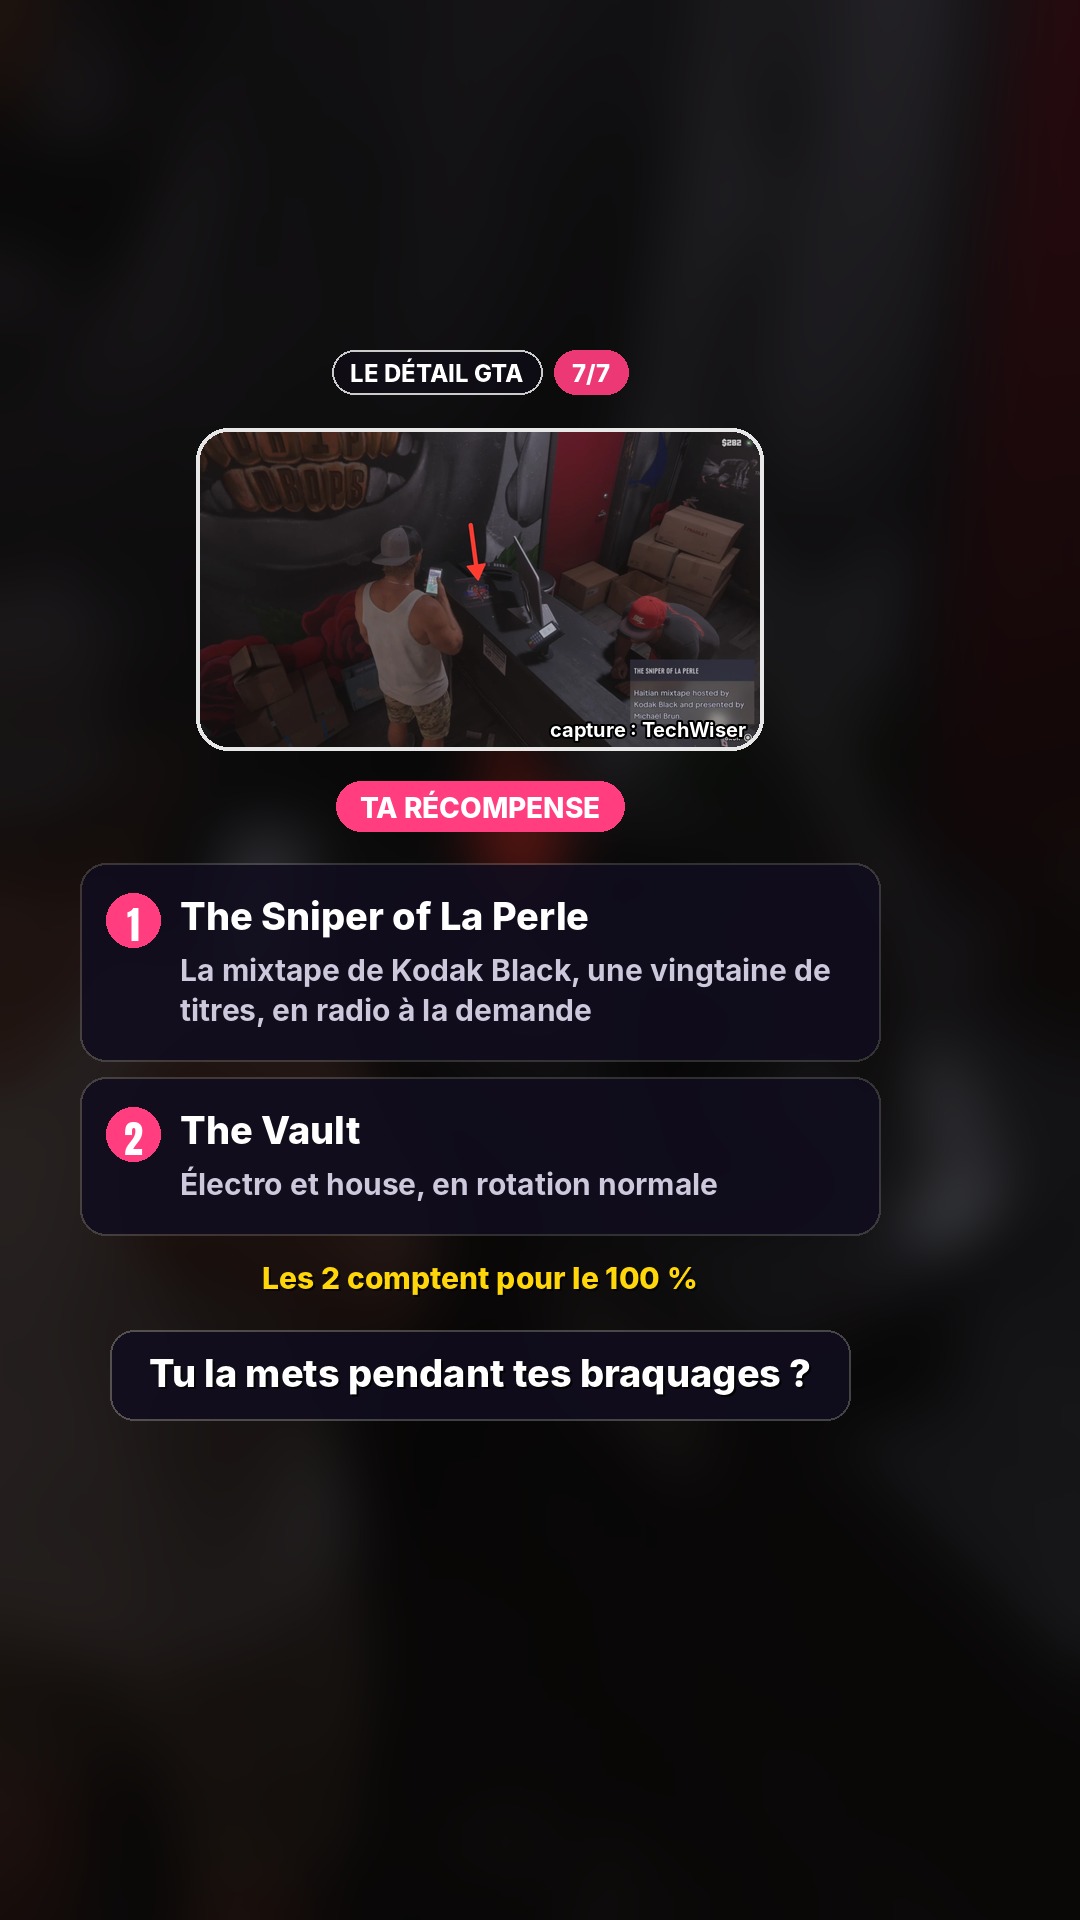 LE DÉTAIL GTA 7/7
DROPS
$282
THE SNIPER OF LA PERLE
Haitian mixtape hosted by
Kodak Black and presented by
Michael Brun
capture : TechWiser
TA RÉCOMPENSE
1 The Sniper of La Perle
La mixtape de Kodak Black, une vingtaine de
titres, en radio à la demande
2 The Vault
Électro et house, en rotation normale
Les 2 comptent pour le 100 %
Tu la mets pendant tes braquages ?